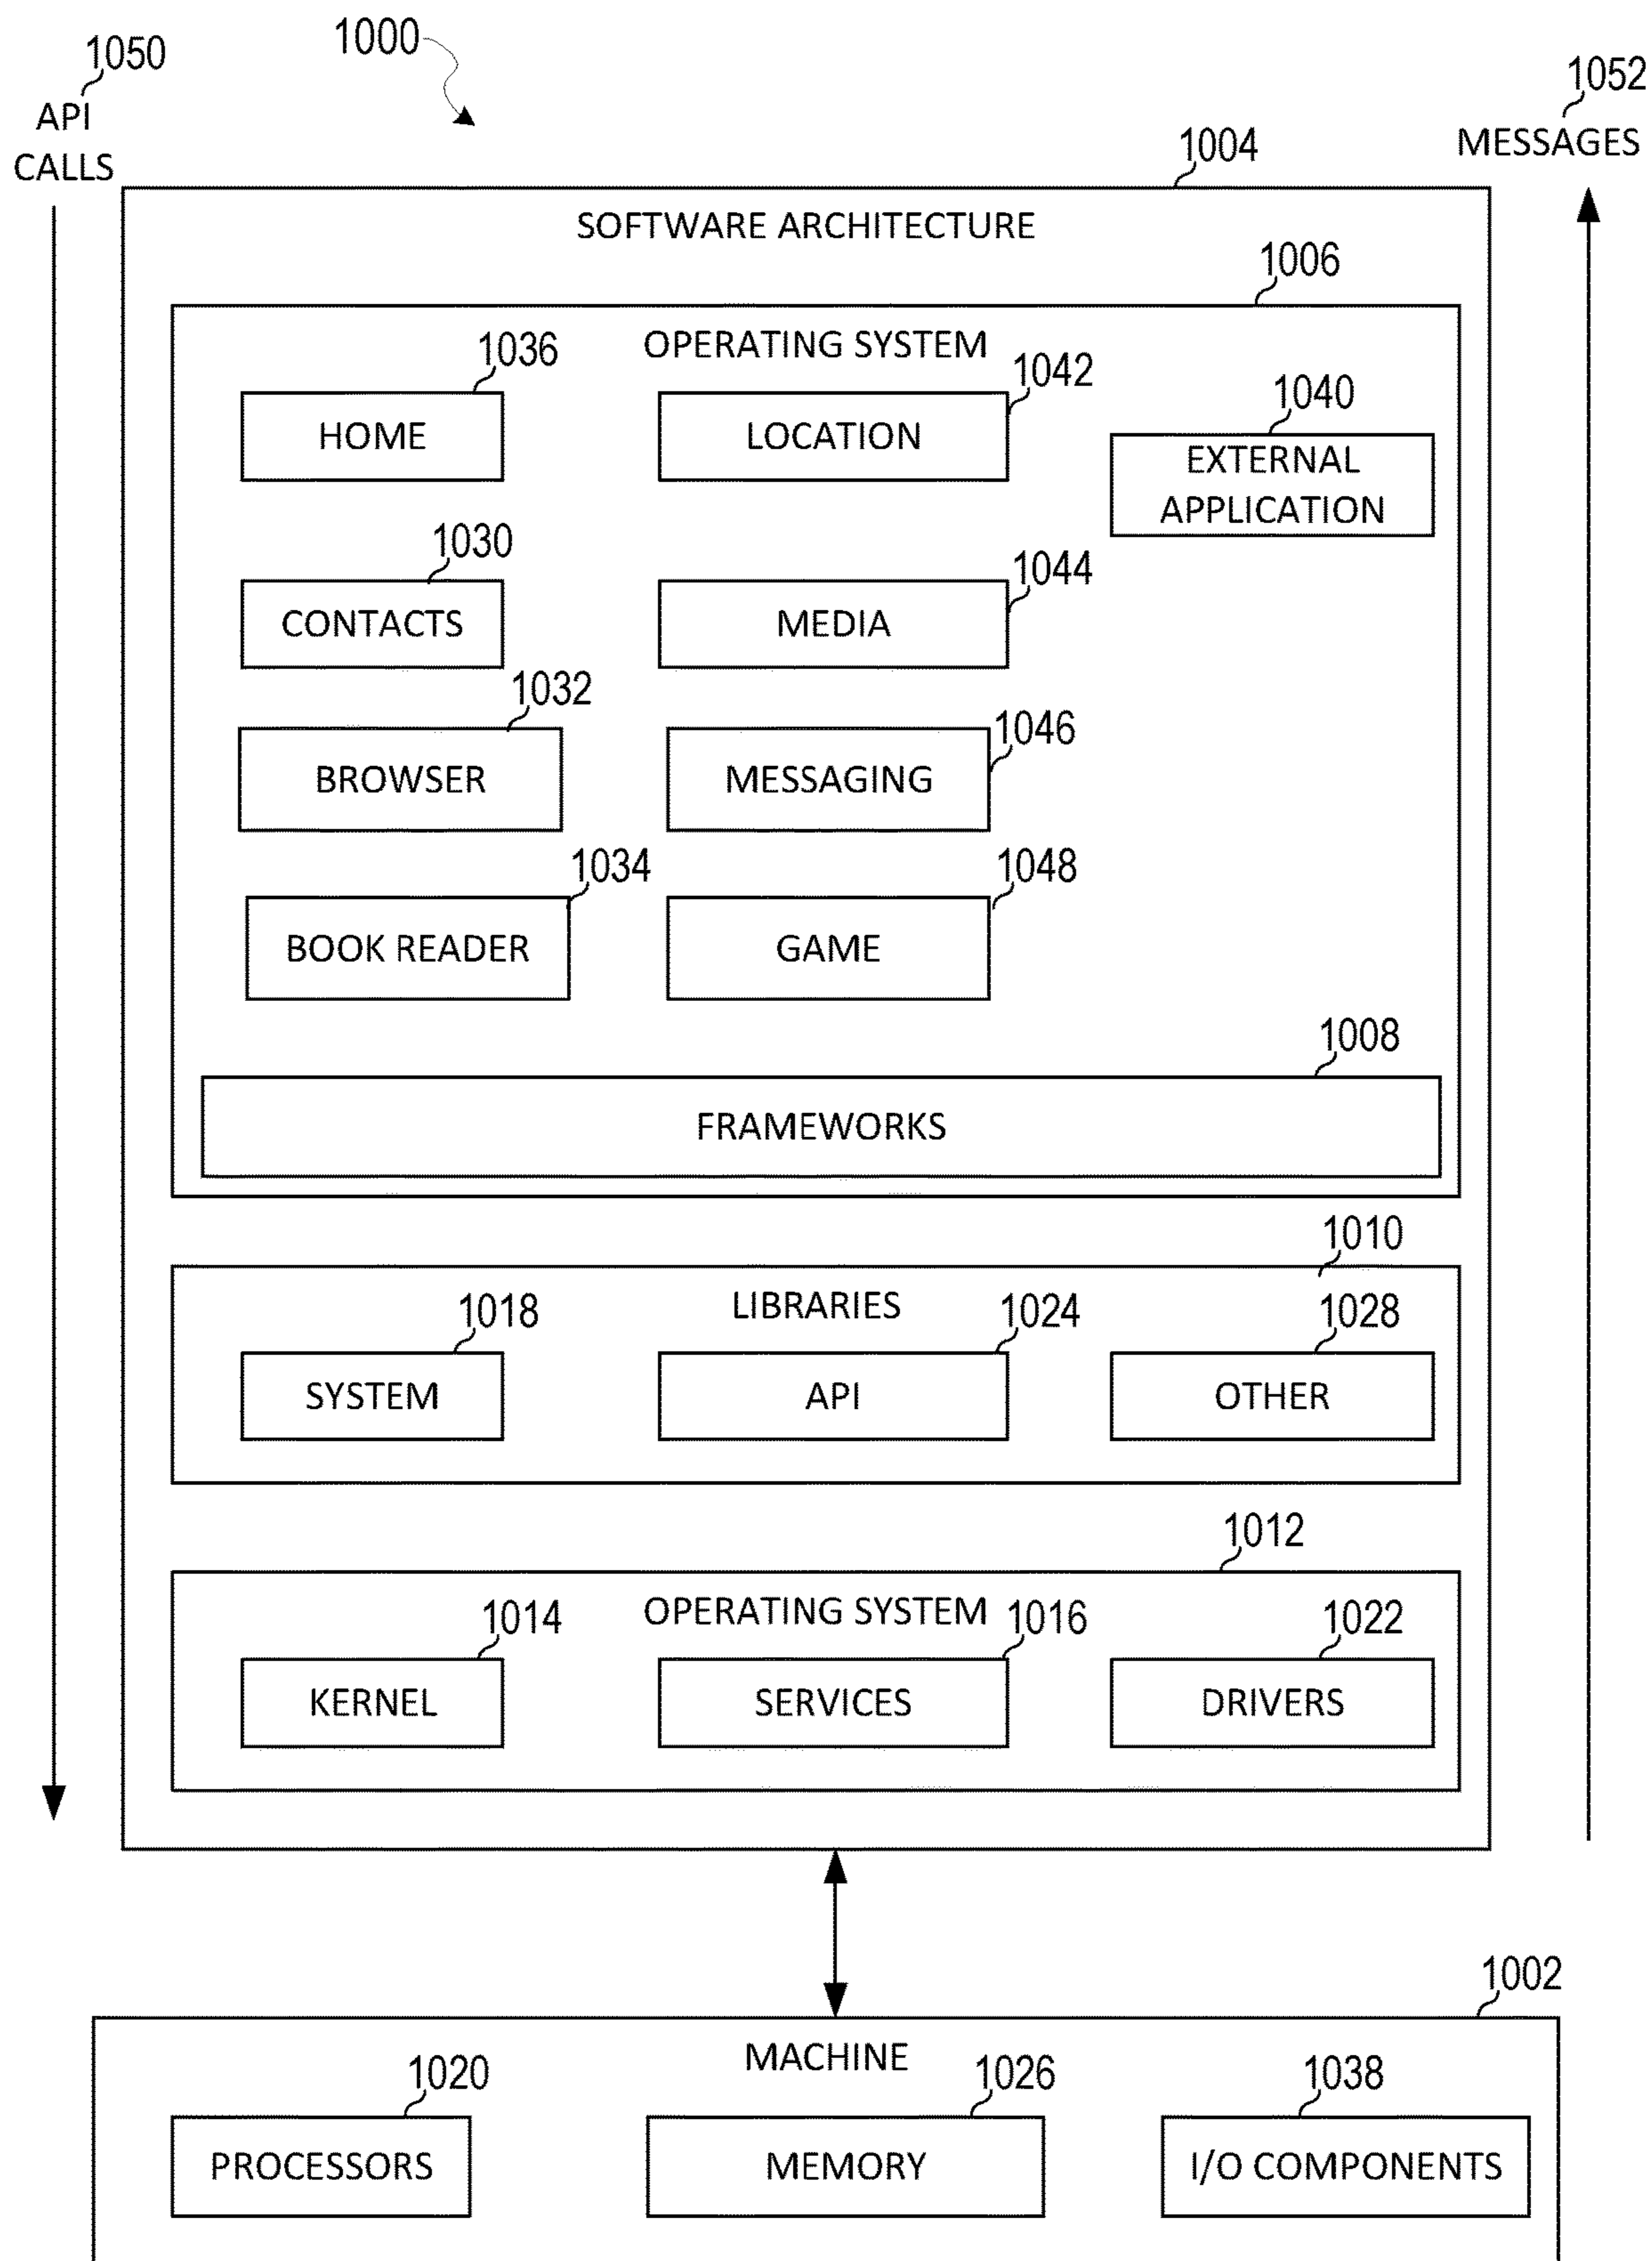 1000
1050
API
CALLS
1052
MESSAGES
1004
SOFTWARE ARCHITECTURE
1006
OPERATING SYSTEM
1036
HOME
1042
LOCATION
1040
EXTERNAL
APPLICATION
1030
CONTACTS
1044
MEDIA
1032
BROWSER
1046
MESSAGING
1034
BOOK READER
1048
GAME
1008
FRAMEWORKS
1010
LIBRARIES
1018
SYSTEM
1024
API
1028
OTHER
1012
OPERATING SYSTEM
1014
KERNEL
1016
SERVICES
1022
DRIVERS
1002
MACHINE
1020
PROCESSORS
1026
MEMORY
1038
I/O COMPONENTS